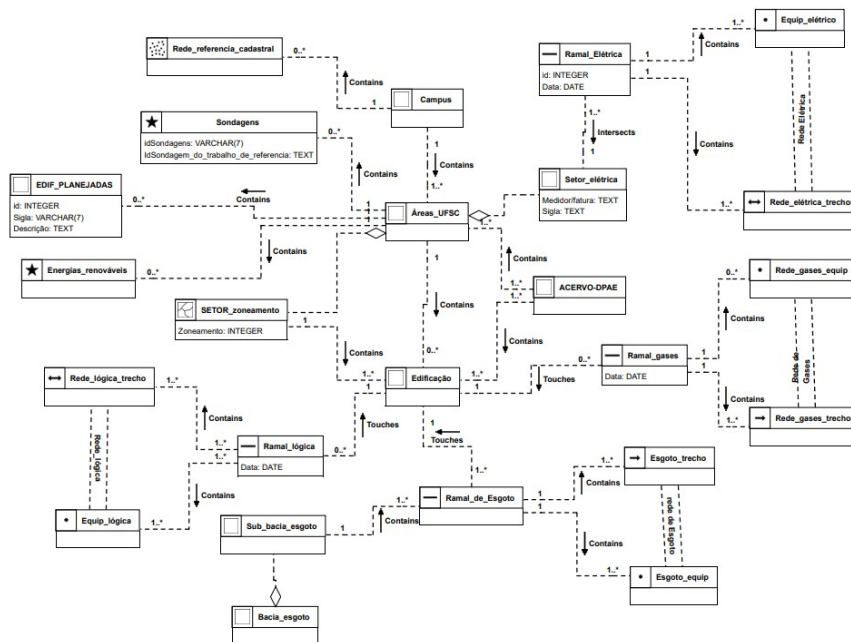 Rede_referencia_cadastral
0..*
Contains
1
Campus
1
Contains
1..*
Sondagens
idSondagens: VARCHAR(7)
IdSondagem_do_trabalho_de_referencia: TEXT
0..*
Contains
1
EDIF_PLANEJADAS
id: INTEGER
Sigla: VARCHAR(7)
Descrição: TEXT
0..*
Contains
1
Energias_renováveis
0..*
Contains
1
Áreas_UFSC
1..*
1
Contains
0..*
SETOR_zoneamento
Zoneamento: INTEGER
1
Contains
1..*
Ramal_Elétrica
id: INTEGER
Data: DATE
1
1
1..*
Contains
Equip_elétrico
Rede Elétrica
Contains
1..*
Rede_elétrica_trecho
1..*
Intersects
1
Setor_elétrica
Medidor/fatura: TEXT
Sigla: TEXT
Contains
1..*
1..*
ACERVO-DPAE
Contains
1..*
Edificação
1
1
1
Touches
0..*
Ramal_gases
Data: DATE
1
1
0..*
Contains
Rede_gases_equip
Rede de Gases
Contains
1..*
Rede_gases_trecho
Rede_lógica_trecho
1..*
Contains
1..*
1..*
Rede_lógica
Ramal_lógica
Data: DATE
0..*
Touches
Contains
1..*
Equip_lógica
Touches
1..*
Ramal_de_Esgoto
1
1
1..*
Contains
Esgoto_trecho
rede de Esgoto
Contains
1..*
Esgoto_equip
Sub_bacia_esgoto
1
1..*
Contains
Bacia_esgoto